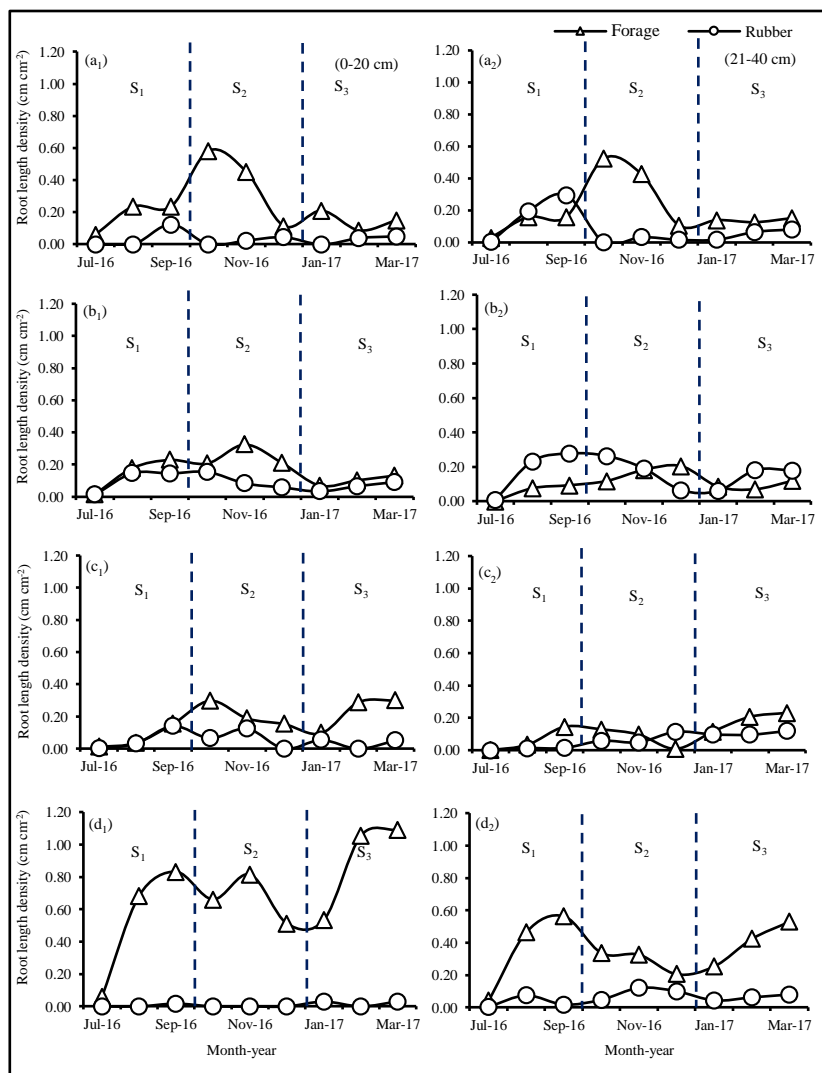 Forage Rubber
(a1) (0-20 cm)
S1 S2 S3
Root length density (cm cm-2)
1.20
1.00
0.80
0.60
0.40
0.20
0.00
Jul-16 Sep-16 Nov-16 Jan-17 Mar-17
(a2) (21-40 cm)
S1 S2 S3
1.20
1.00
0.80
0.60
0.40
0.20
0.00
Jul-16 Sep-16 Nov-16 Jan-17 Mar-17
(b1)
S1 S2 S3
Root length density (cm cm-2)
1.20
1.00
0.80
0.60
0.40
0.20
0.00
Jul-16 Sep-16 Nov-16 Jan-17 Mar-17
(b2)
S1 S2 S3
1.20
1.00
0.80
0.60
0.40
0.20
0.00
Jul-16 Sep-16 Nov-16 Jan-17 Mar-17
(c1)
S1 S2 S3
Root length density (cm cm-2)
1.20
1.00
0.80
0.60
0.40
0.20
0.00
Jul-16 Sep-16 Nov-16 Jan-17 Mar-17
(c2)
S1 S2 S3
1.20
1.00
0.80
0.60
0.40
0.20
0.00
Jul-16 Sep-16 Nov-16 Jan-17 Mar-17
(d1)
S1 S2 S3
Root length density (cm cm-2)
1.20
1.00
0.80
0.60
0.40
0.20
0.00
Jul-16 Sep-16 Nov-16 Jan-17 Mar-17
Month-year
(d2)
S1 S2 S3
1.20
1.00
0.80
0.60
0.40
0.20
0.00
Jul-16 Sep-16 Nov-16 Jan-17 Mar-17
Month-year